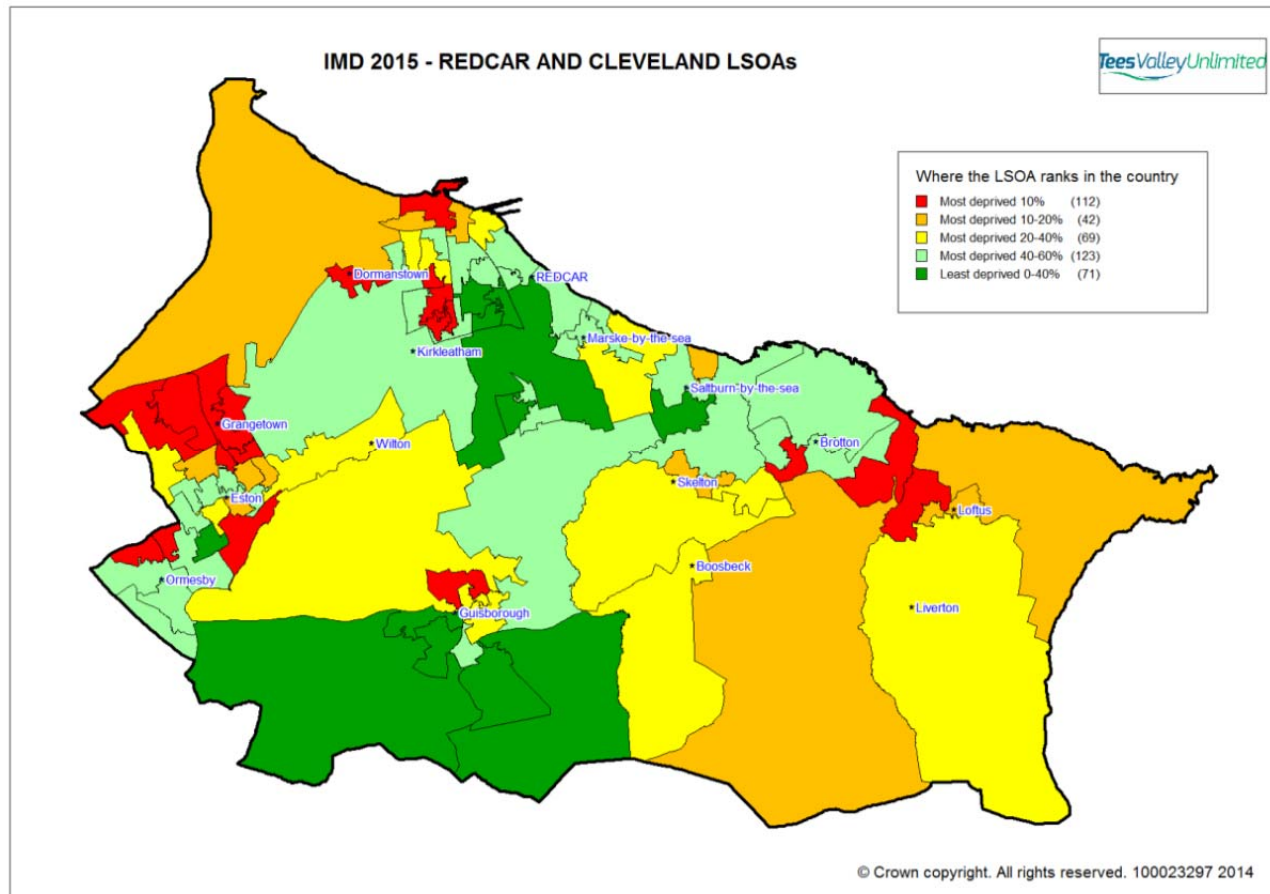 IMD 2015 - REDCAR AND CLEVELAND LSOAs
TeesValleyUnlimited
Where the LSOA ranks in the country
Most deprived 10% (112)
Most deprived 10-20% (42)
Most deprived 20-40% (69)
Most deprived 40-60% (123)
Least deprived 0-40% (71)
Dormanstown
REDCAR
Marske-by-the-sea
Kirkleatham
Saltburn-by-the-sea
Grangetown
Wilton
Brotton
Skelton
Eston
Loftus
Boosbeck
Ormesby
Liverton
Guisborough
© Crown copyright. All rights reserved. 100023297 2014